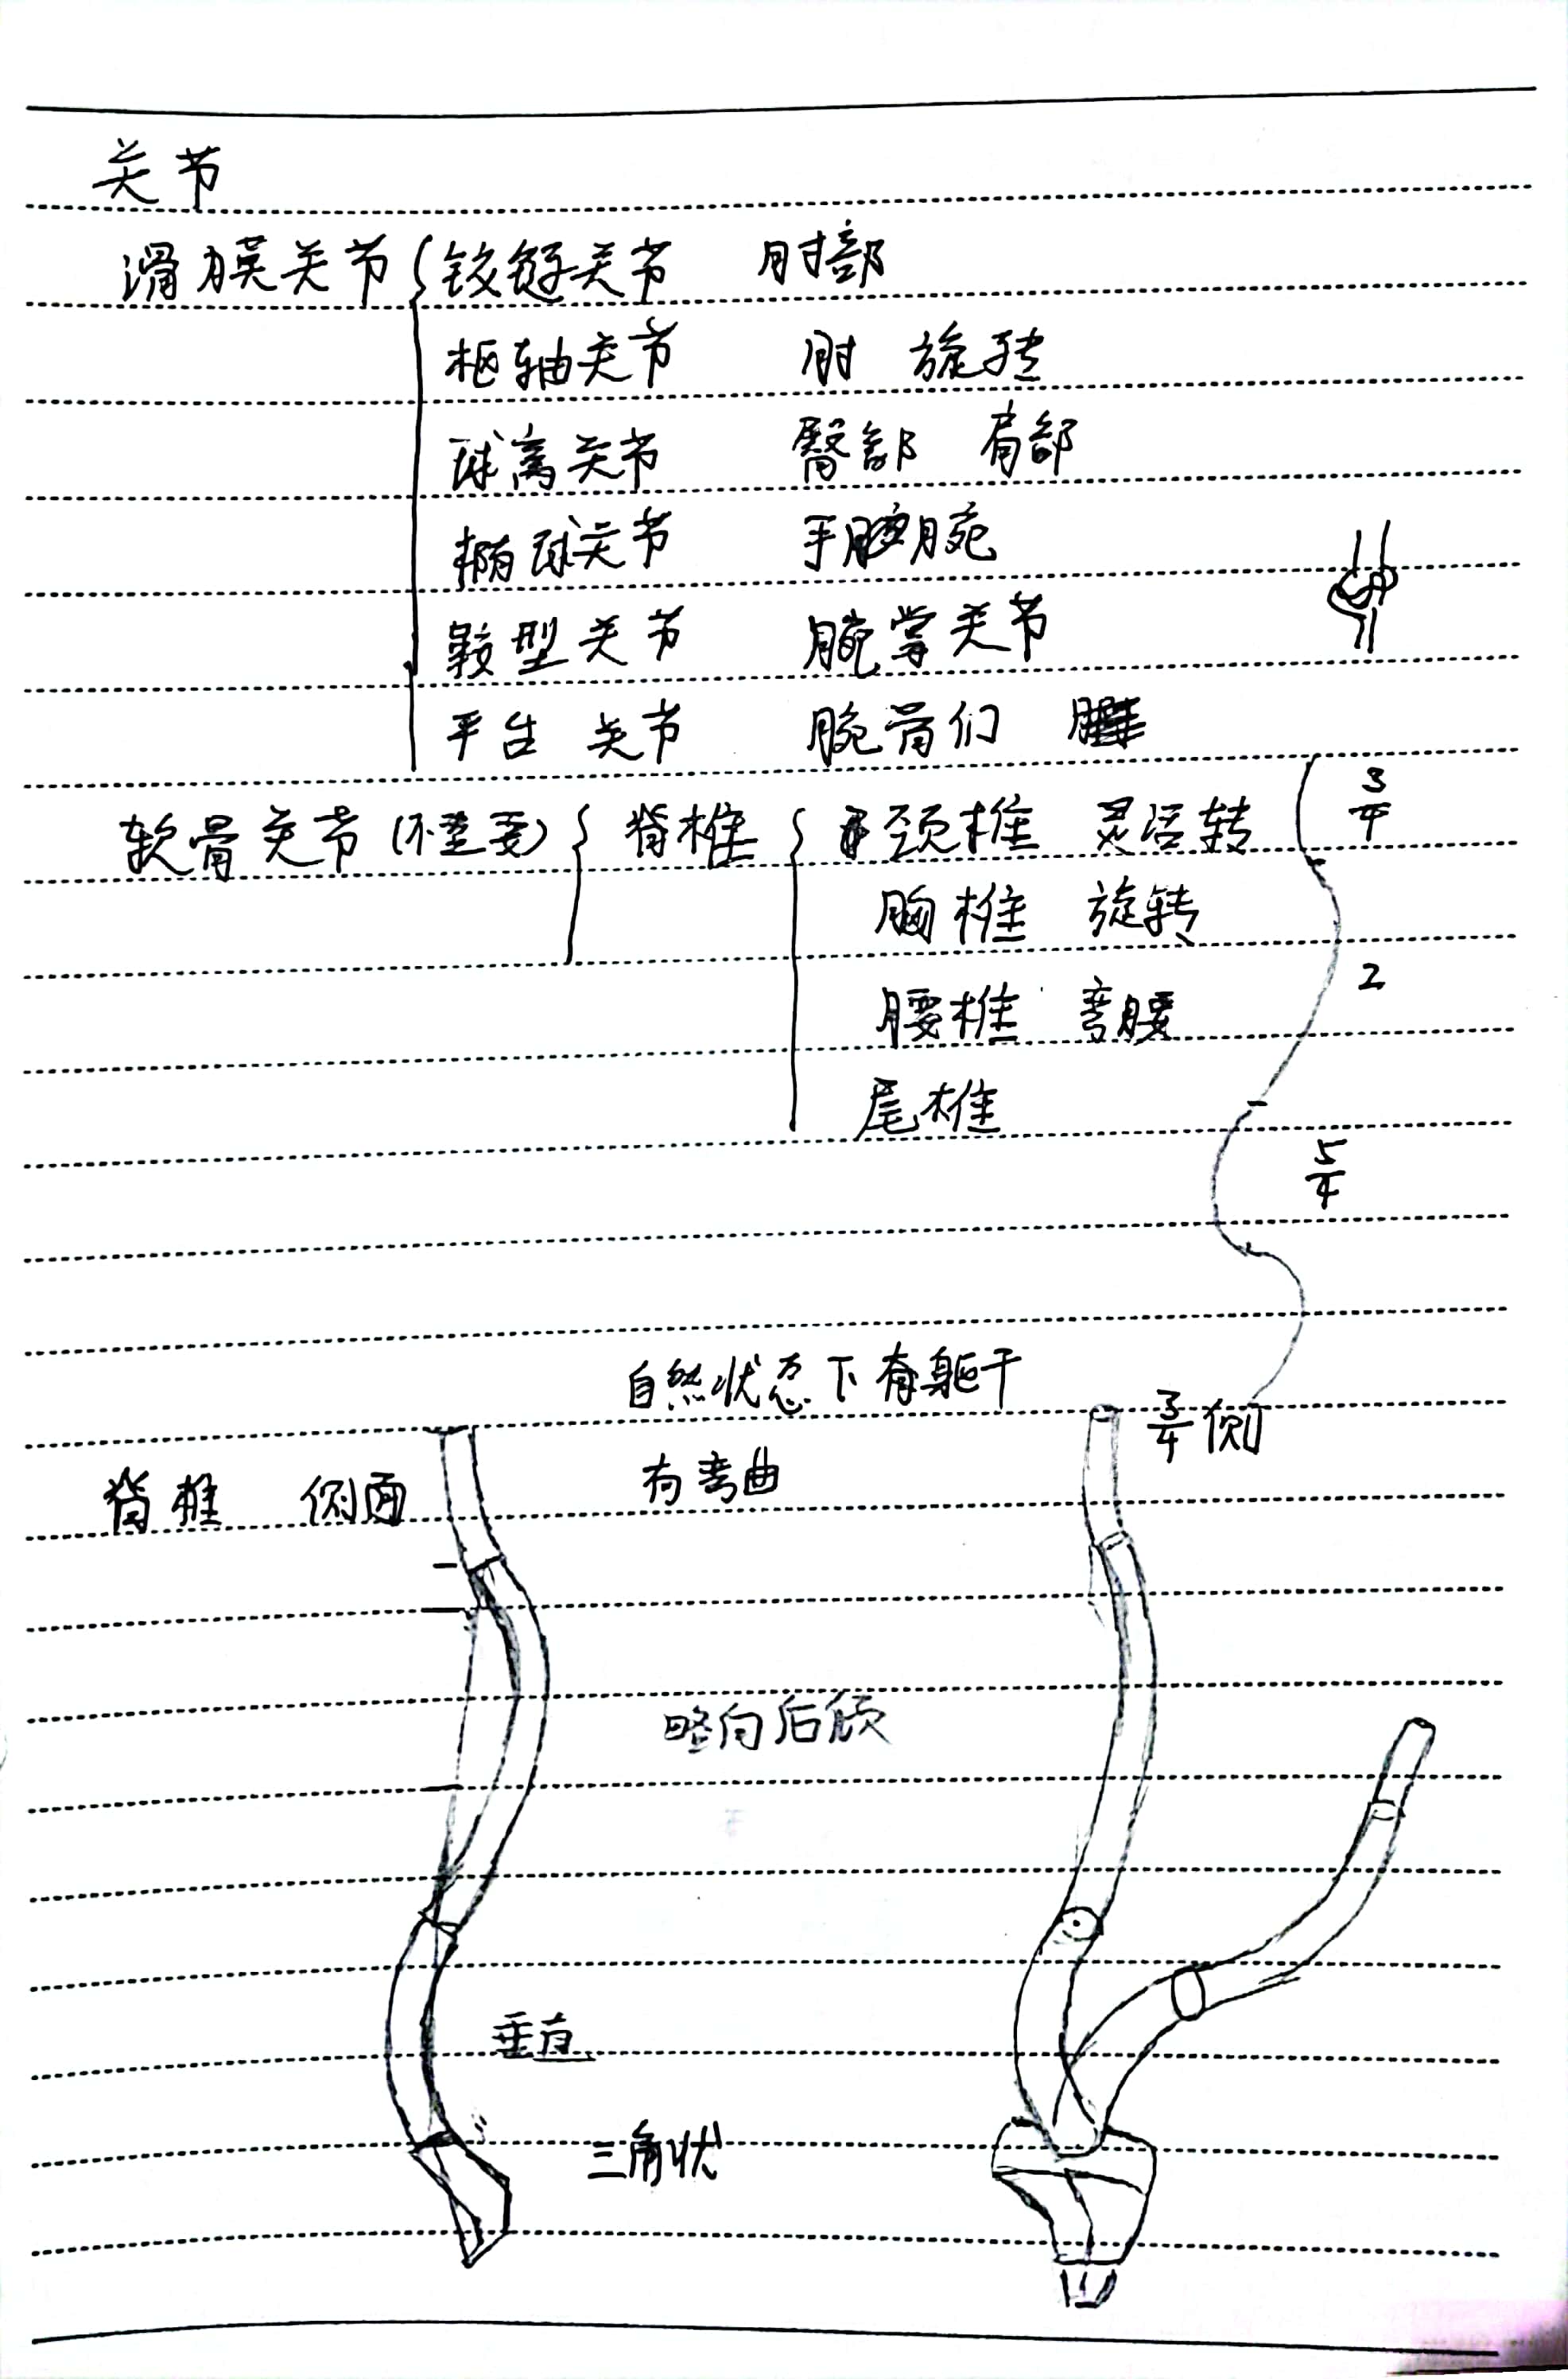 关节
滑膜关节 { 铰链关节 肘部
枢轴关节 肘 旋转
球窝关节 臀部 肩部
椭球关节 手腕
鞍型关节 腕掌关节
平台 关节 腕骨们
软骨关节 (不重要) { 脊椎 { 颈椎 灵活转 3/4
胸椎 旋转
腰椎 弯腰 2
尾椎
5/4
自然状态下有躯干
3/4 侧
脊椎 侧面 有弯曲
略向后倾
垂直
三角状